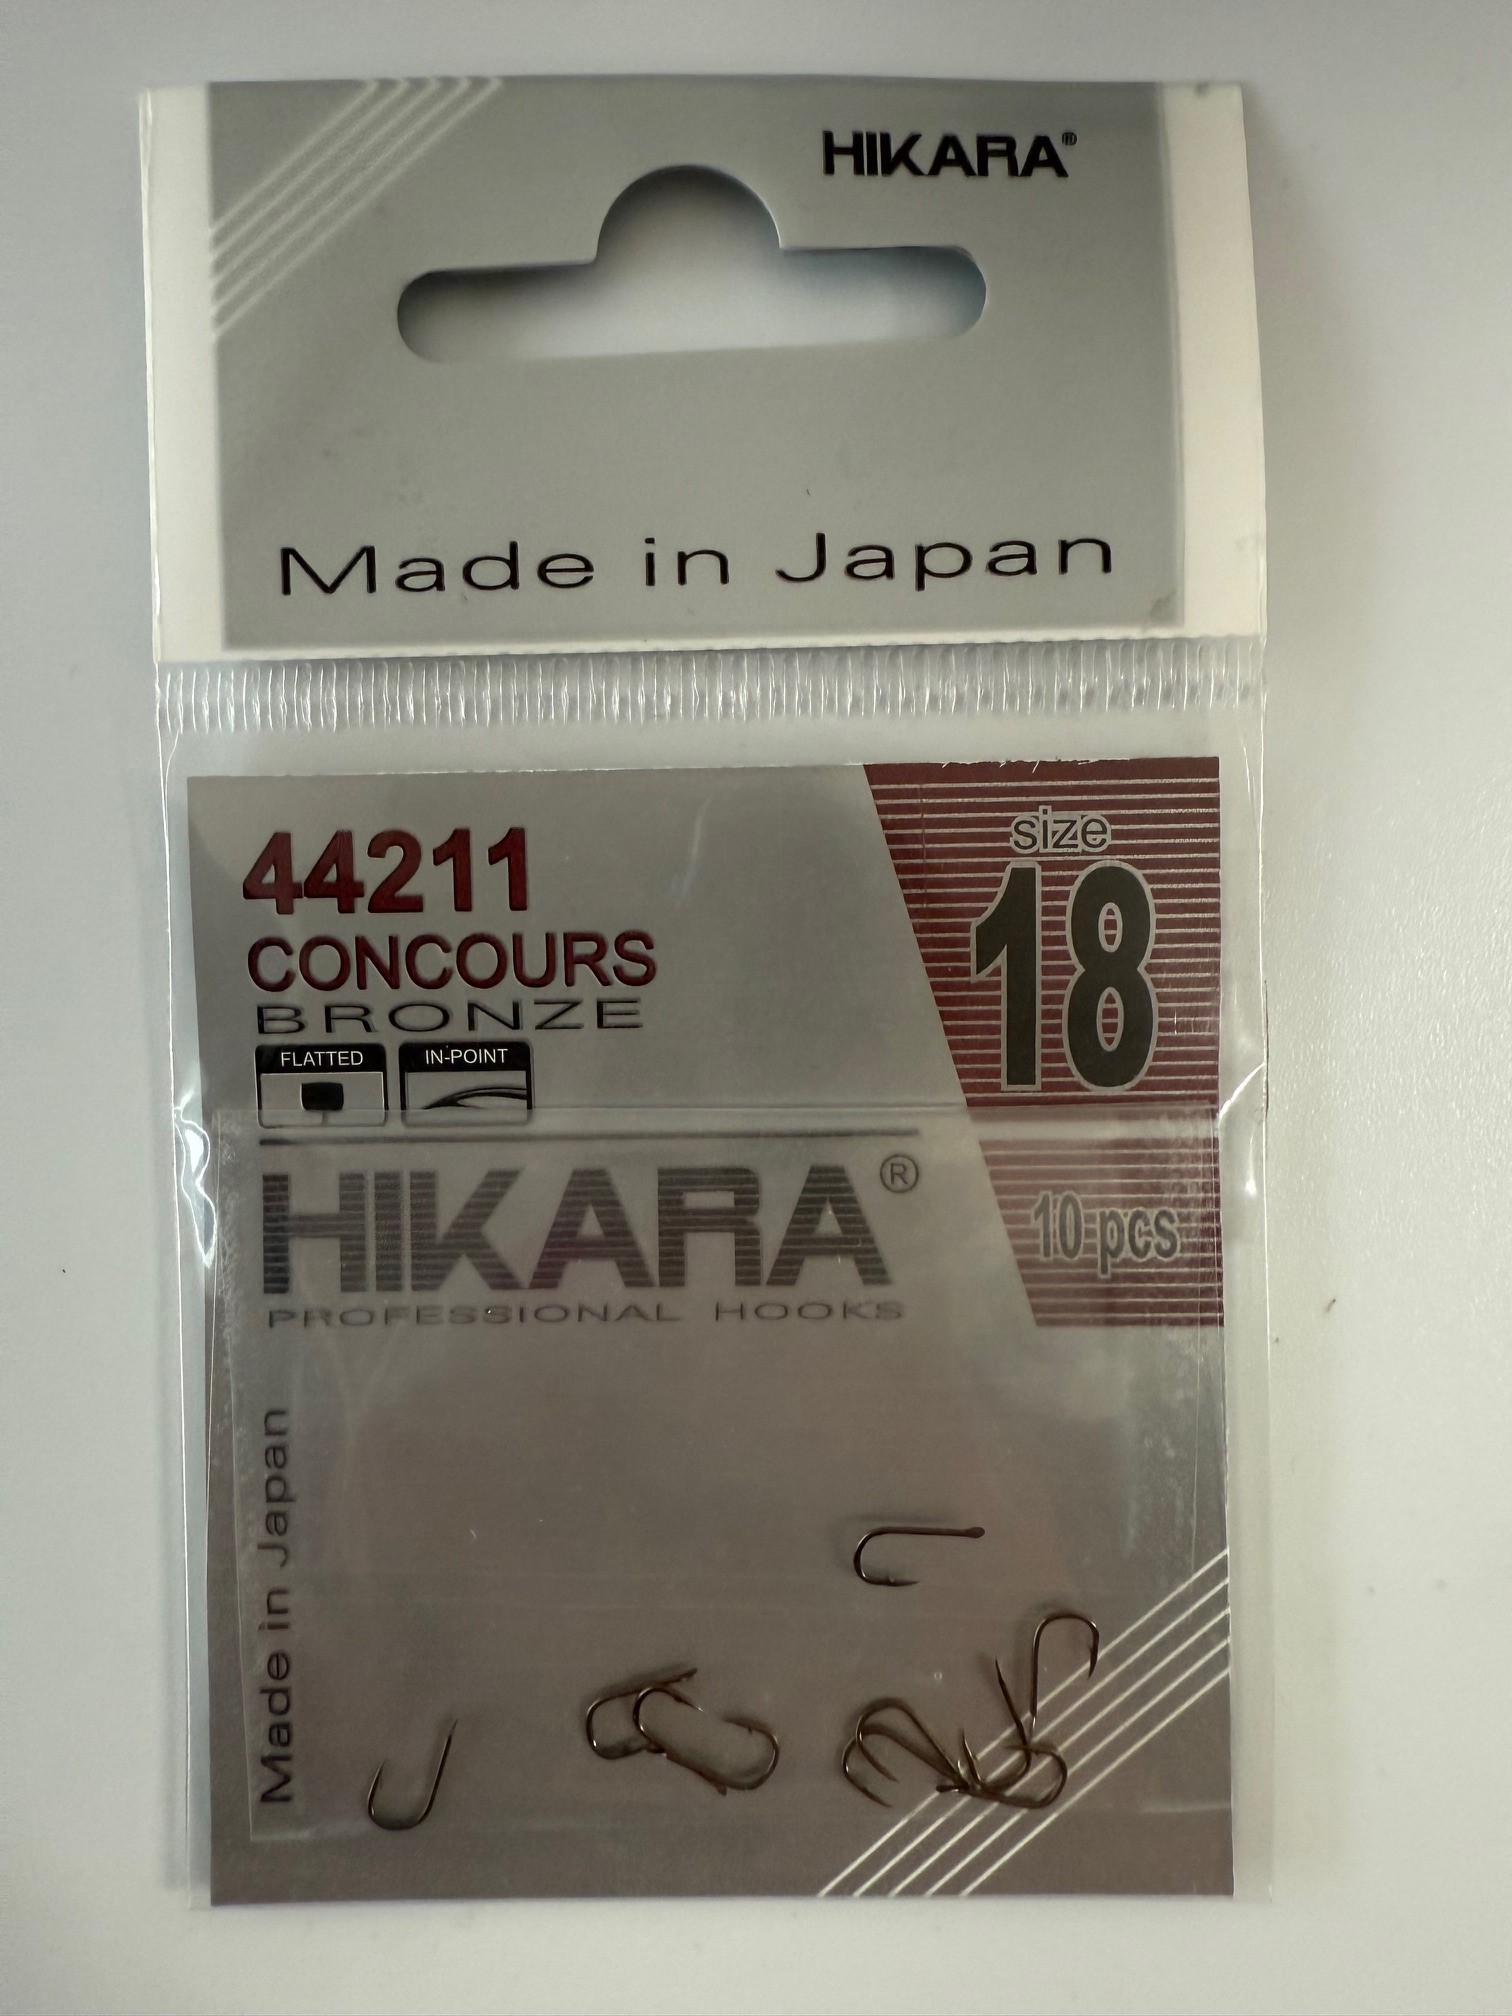 HIKARA®
Made in Japan
44211
CONCOURS
BRONZE
FLATTED
IN-POINT
size
18
HIKARA®
PROFESSIONAL HOOKS
10 pcs
Made in Japan